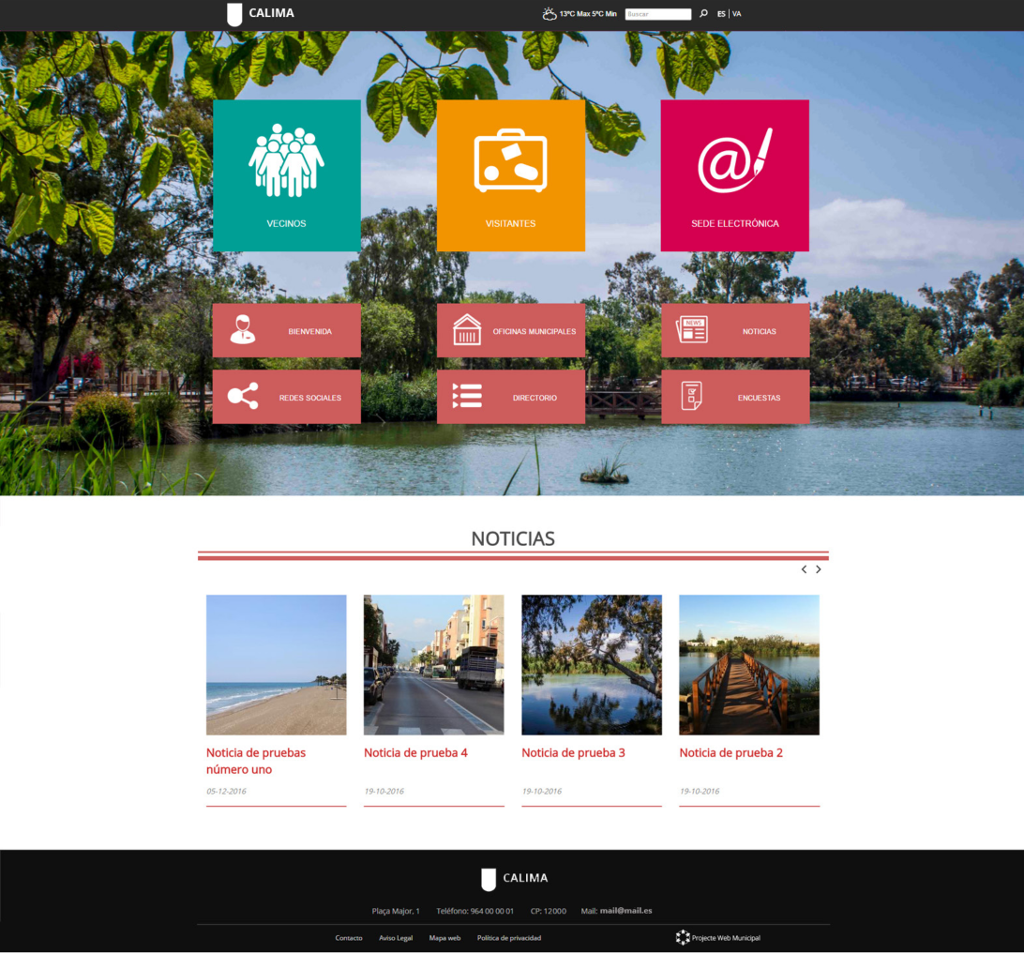 CALIMA
13ºC Max 5ºC Min
Buscar
ES | VA
VECINOS
VISITANTES
SEDE ELECTRÓNICA
BIENVENIDA
OFICINAS MUNICIPALES
NEWS
NOTICIAS
REDES SOCIALES
DIRECTORIO
ENCUESTAS
NOTICIAS
Noticia de pruebas
número uno
05-12-2016
Noticia de prueba 4
19-10-2016
Noticia de prueba 3
19-10-2016
Noticia de prueba 2
19-10-2016
CALIMA
Plaça Major, 1 Teléfono: 964 00 00 01 CP: 12000 Mail: mail@mail.es
Contacto Aviso Legal Mapa web Política de privacidad Projecte Web Municipal